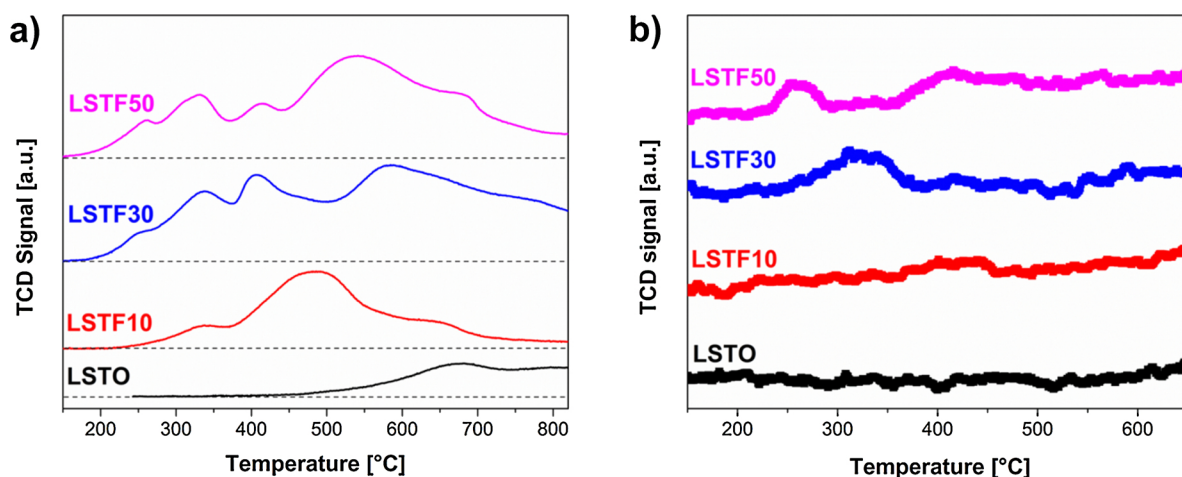 a)
TCD Signal [a.u.]
LSTF50
LSTF30
LSTF10
LSTO
200 300 400 500 600 700 800
Temperature [°C]
b)
TCD signal [a.u.]
LSTF50
LSTF30
LSTF10
LSTO
200 300 400 500 600
Temperature [°C]